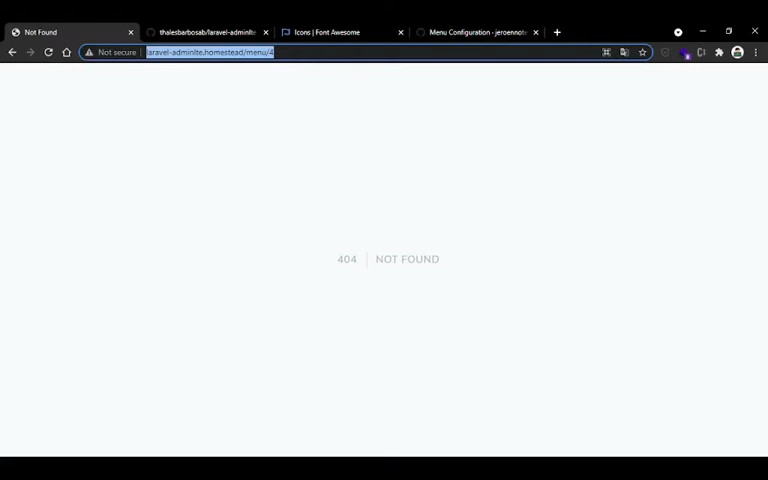 Not Found
thalesbarbosab/laravel-adminlte
Icons | Font Awesome
Menu Configuration · jeroennote
Not secure
laravel-adminlte.homestead/menu/4
404
NOT FOUND